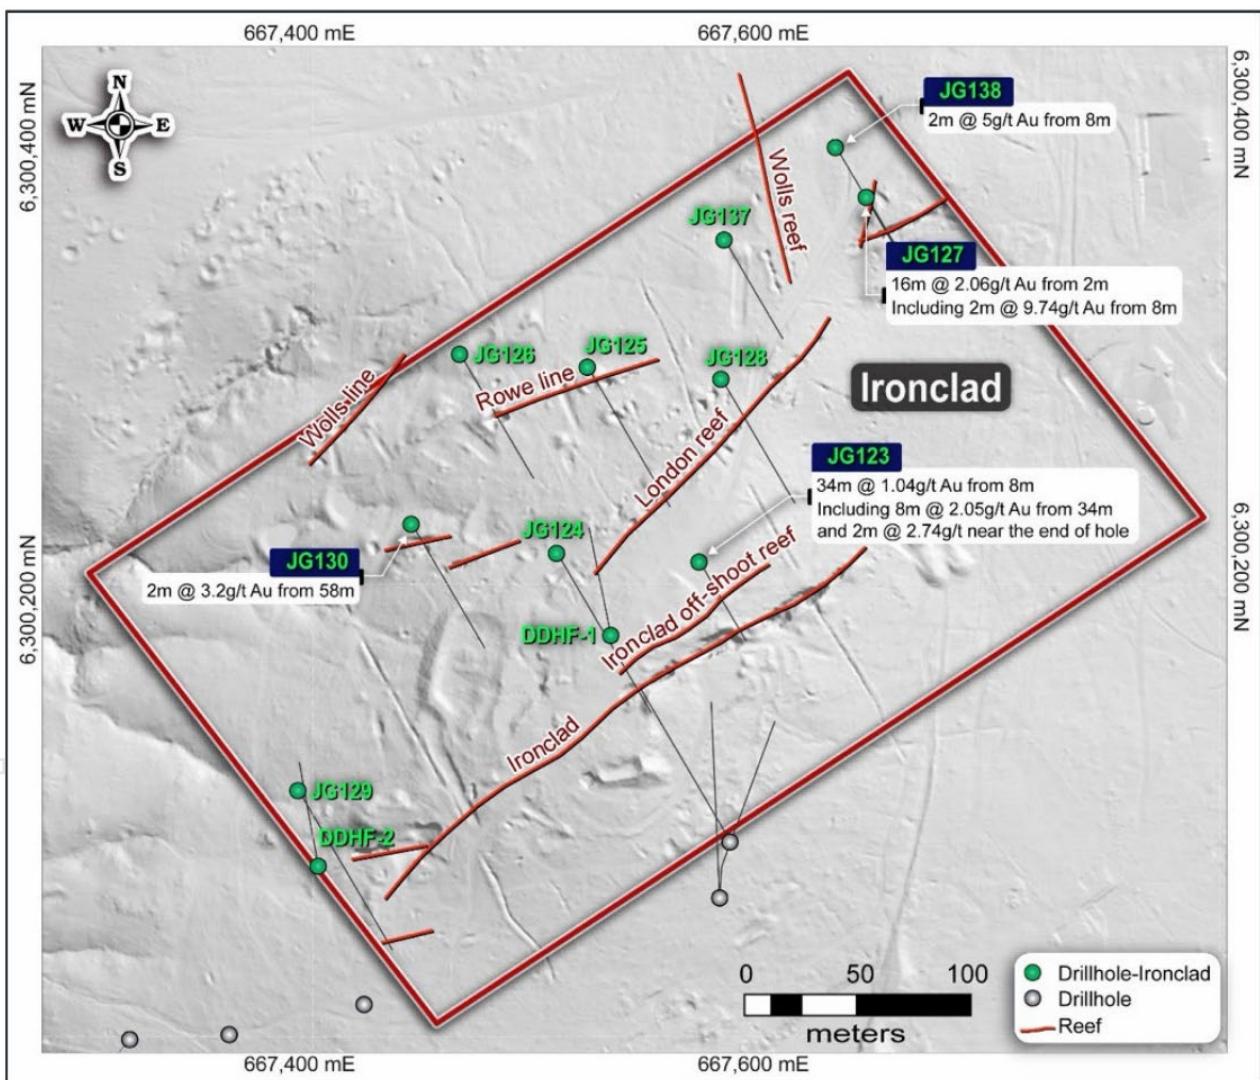 667,400 mE
667,600 mE
6,300,400 mN
6,300,400 mN
N
W
E
S
JG138
2m @ 5g/t Au from 8m
Wolls reef
JG137
JG127
16m @ 2.06g/t Au from 2m
Including 2m @ 9.74g/t Au from 8m
JG126
JG125
JG128
Rowe line
Wolls line
Ironclad
London reef
JG123
34m @ 1.04g/t Au from 8m
Including 8m @ 2.05g/t Au from 34m
and 2m @ 2.74g/t near the end of hole
JG124
JG130
2m @ 3.2g/t Au from 58m
6,300,200 mN
6,300,200 mN
DDHF-1
Ironclad off-shoot reef
Ironclad
JG129
DDHF-2
0
50
100
meters
Drillhole-Ironclad
Drillhole
Reef
667,400 mE
667,600 mE